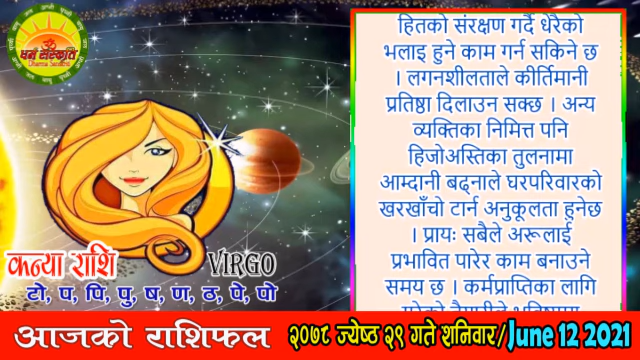 ॐ
धर्म संस्कृति
Dharma Sanskriti
हितको संरक्षण गर्दै धेरैको
भलाइ हुने काम गर्न सकिने छ
। लगनशीलताले कीर्तिमानी
प्रतिष्ठा दिलाउन सक्छ । अन्य
व्यक्तिका निमित्त पनि
हिजोअस्तिका तुलनामा
आम्दानी बढ्नाले घरपरिवारको
खरखाँचो टार्न अनुकूलता हुनेछ
। प्रायः सबैले अरूलाई
प्रभावित पारेर काम बनाउने
समय छ । कर्मप्राप्तिका लागि
कन्या राशि
VIRGO
टो, प, पि, पु, ष, ण, ठ, पे, पो
आजको राशिफल
२०७८ ज्येष्ठ २९ गते शनिवार/June 12 2021